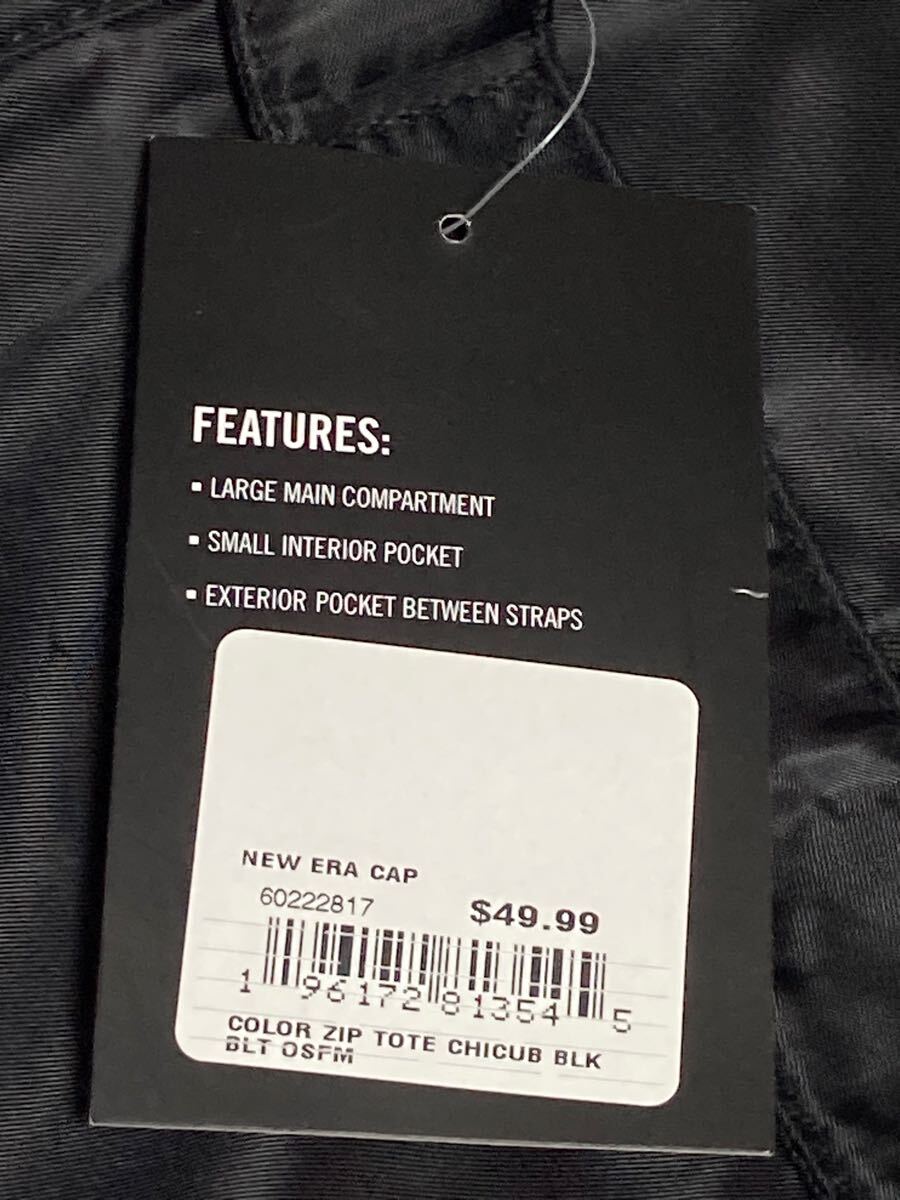 FEATURES:
▪ LARGE MAIN COMPARTMENT
▪ SMALL INTERIOR POCKET
▪ EXTERIOR POCKET BETWEEN STRAPS
NEW ERA CAP
60222817 $49.99
1 96172 81354 5
COLOR ZIP TOTE CHICUB BLK
BLT OSFM